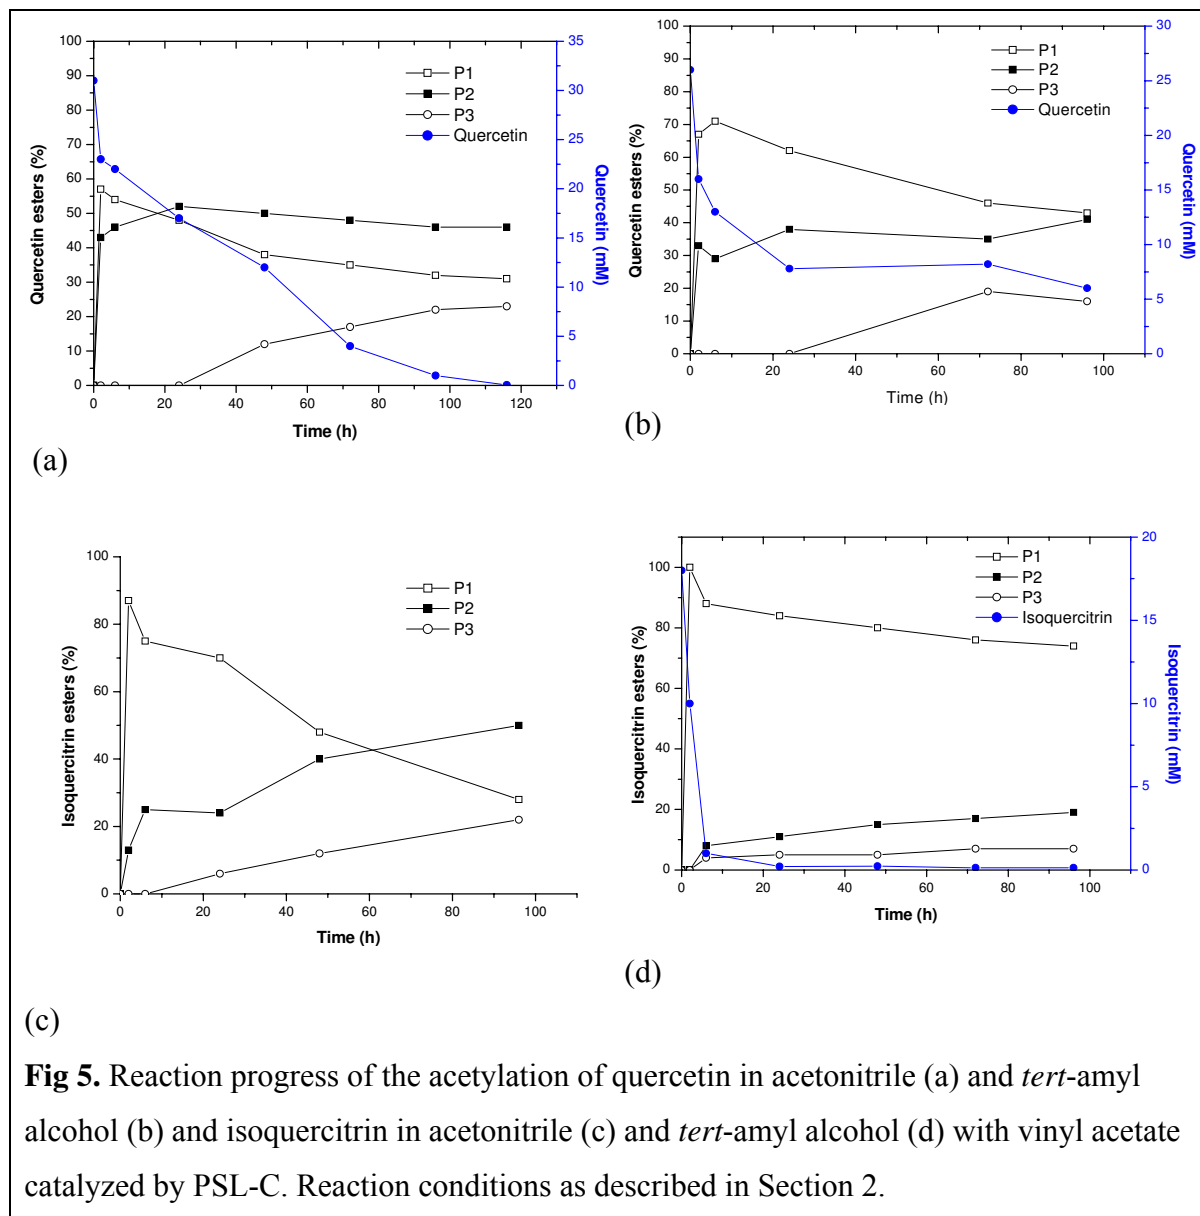 P1
P2
P3
Quercetin
100
90
80
70
60
50
40
30
20
10
0
Quercetin esters (%)
35
30
25
20
15
10
5
0
Quercetin (mM)
0 20 40 60 80 100 120
Time (h)
(a)
P1
P2
P3
Quercetin
100
90
80
70
60
50
40
30
20
10
0
Quercetin esters (%)
30
25
20
15
10
5
0
Quercetin (mM)
0 20 40 60 80 100
Time (h)
(b)
P1
P2
P3
100
80
60
40
20
0
Isoquercitrin esters (%)
0 20 40 60 80 100
Time (h)
(c)
P1
P2
P3
Isoquercitrin
100
80
60
40
20
0
Isoquercitrin esters (%)
20
15
10
5
0
Isoquercitrin (mM)
0 20 40 60 80 100
Time (h)
(d)
Fig 5. Reaction progress of the acetylation of quercetin in acetonitrile (a) and tert-amyl
alcohol (b) and isoquercitrin in acetonitrile (c) and tert-amyl alcohol (d) with vinyl acetate
catalyzed by PSL-C. Reaction conditions as described in Section 2.